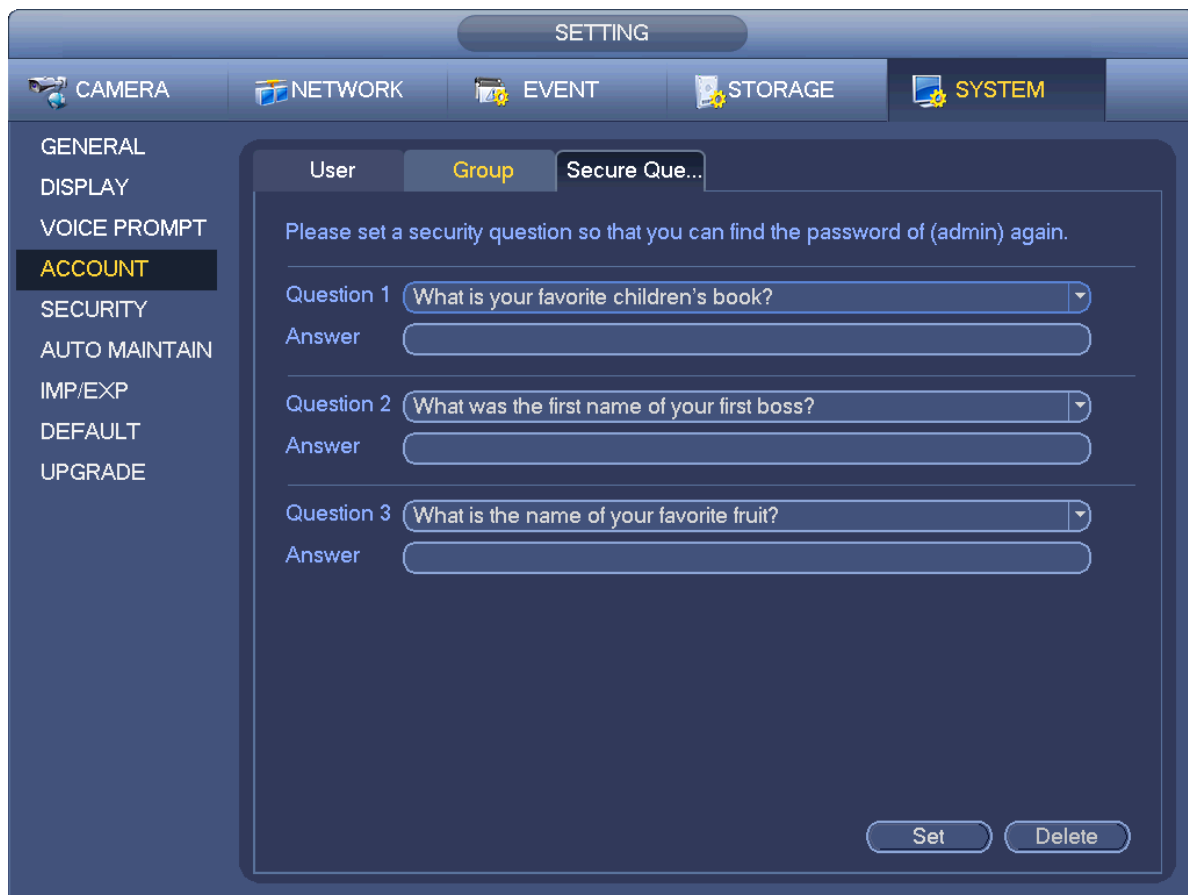 SETTING
CAMERA NETWORK EVENT STORAGE SYSTEM
GENERAL
DISPLAY
VOICE PROMPT
ACCOUNT
SECURITY
AUTO MAINTAIN
IMP/EXP
DEFAULT
UPGRADE
User Group Secure Que...
Please set a security question so that you can find the password of (admin) again.
Question 1 What is your favorite children's book?
Answer
Question 2 What was the first name of your first boss?
Answer
Question 3 What is the name of your favorite fruit?
Answer
Set Delete